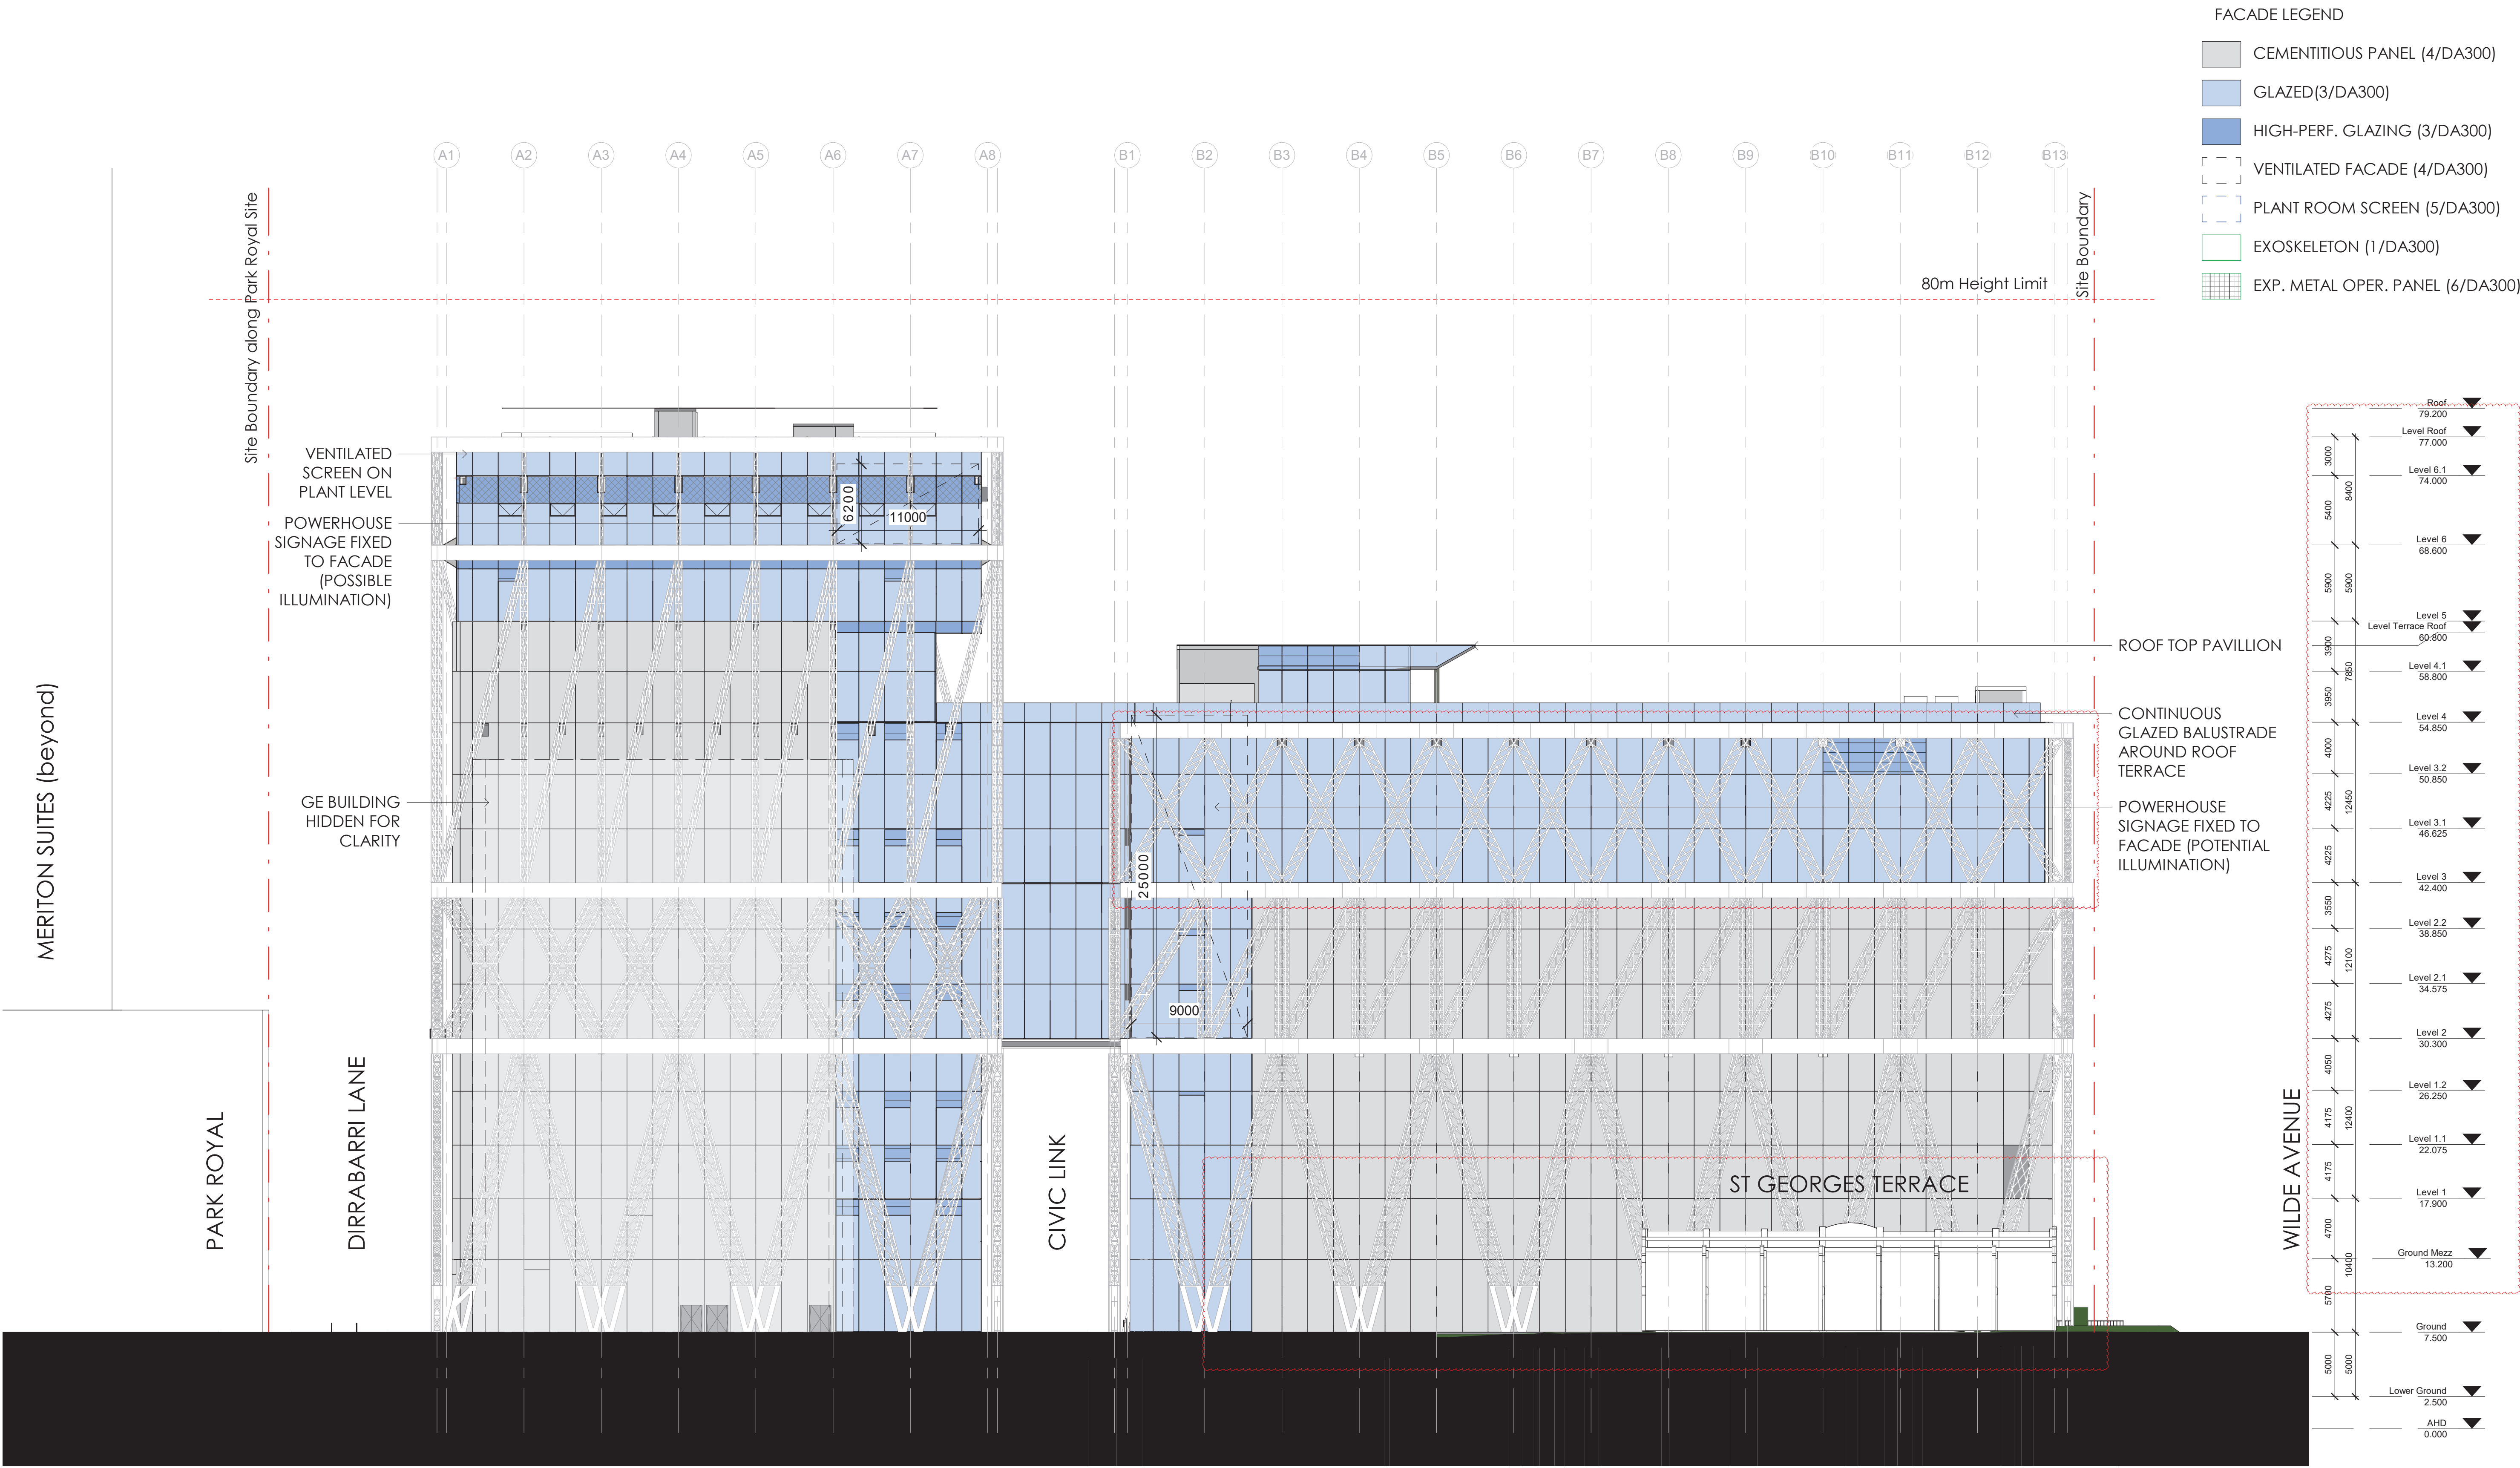 FACADE LEGEND
CEMENTITIOUS PANEL (4/DA300)
GLAZED(3/DA300)
HIGH-PERF. GLAZING (3/DA300)
VENTILATED FACADE (4/DA300)
PLANT ROOM SCREEN (5/DA300)
EXOSKELETON (1/DA300)
EXP. METAL OPER. PANEL (6/DA300)
A1
A2
A3
A4
A5
A6
A7
A8
B1
B2
B3
B4
B5
B6
B7
B8
B9
B10
B11
B12
B13
Site Boundary along Park Royal Site
Site Boundary
80m Height Limit
VENTILATED
SCREEN ON
PLANT LEVEL
POWERHOUSE
SIGNAGE FIXED
TO FACADE
(POSSIBLE
ILLUMINATION)
GE BUILDING
HIDDEN FOR
CLARITY
6200
11000
25000
9000
ROOF TOP PAVILLION
CONTINUOUS
GLAZED BALUSTRADE
AROUND ROOF
TERRACE
POWERHOUSE
SIGNAGE FIXED TO
FACADE (POTENTIAL
ILLUMINATION)
MERITON SUITES (beyond)
PARK ROYAL
DIRRABARRI LANE
CIVIC LINK
ST GEORGES TERRACE
WILDE AVENUE
3000
5400
5900
3900
3950
4000
4225
4225
3550
4275
4275
4050
4175
4175
4700
5700
5000
8400
5900
7850
12450
12100
12400
10400
5000
Roof
79.200
Level Roof
77.000
Level 6.1
74.000
Level 6
68.600
Level 5
Level Terrace Roof
60.800
Level 4.1
58.800
Level 4
54.850
Level 3.2
50.850
Level 3.1
46.625
Level 3
42.400
Level 2.2
38.850
Level 2.1
34.575
Level 2
30.300
Level 1.2
26.250
Level 1.1
22.075
Level 1
17.900
Ground Mezz
13.200
Ground
7.500
Lower Ground
2.500
AHD
0.000